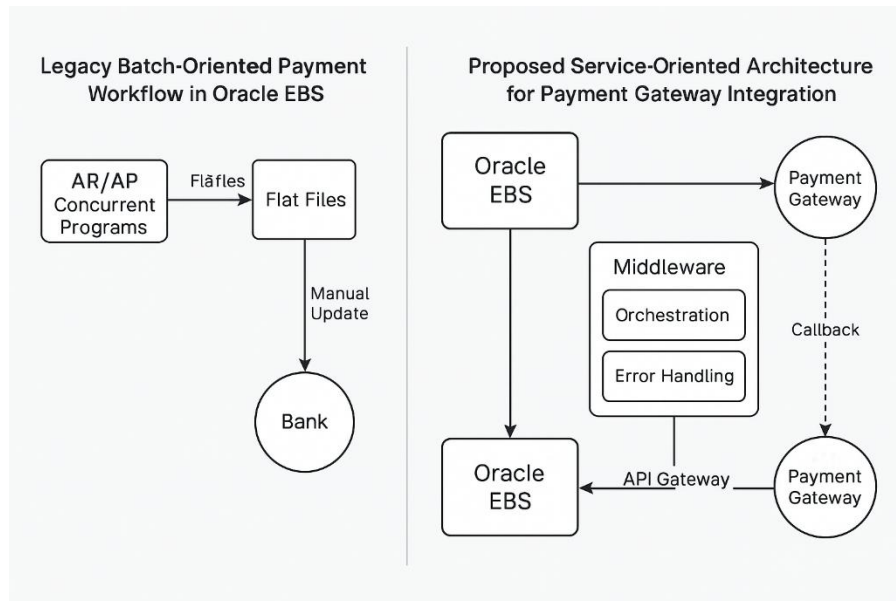 Legacy Batch-Oriented Payment
Workflow in Oracle EBS
AR/AP
Concurrent
Programs
Flat Files
Manual
Update
Bank
Proposed Service-Oriented Architecture
for Payment Gateway Integration
Oracle
EBS
Payment
Gateway
Middleware
Orchestration
Error Handling
Callback
Oracle
EBS
API Gateway
Payment
Gateway